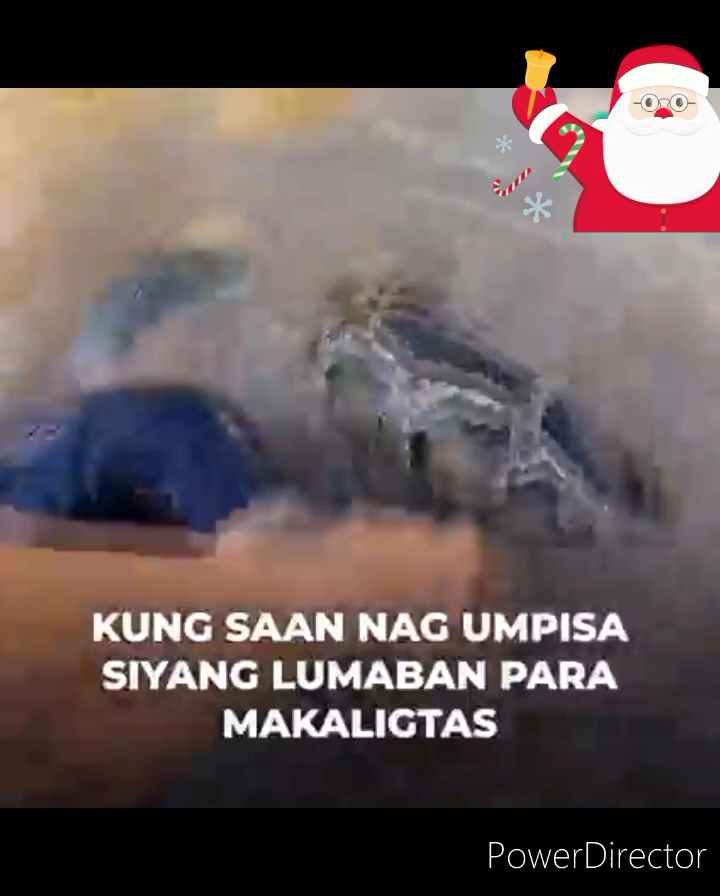 KUNG SAAN NAG UMPISA
SIYANG LUMABAN PARA
MAKALIGTAS
PowerDirector